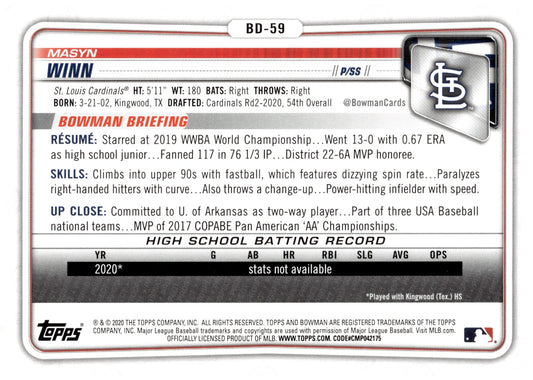 BD-59
MASYN
WINN
// P/SS //
St. Louis Cardinals® HT: 5'11" WT: 180 BATS: Right THROWS: Right
BORN: 3-21-02, Kingwood, TX DRAFTED: Cardinals Rd2-2020, 54th Overall @BowmanCards
STL
BOWMAN BRIEFING
RÉSUMÉ: Starred at 2019 WWBA World Championship...Went 13-0 with 0.67 ERA
as high school junior...Fanned 117 in 76 1/3 IP...District 22-6A MVP honoree.
SKILLS: Climbs into upper 90s with fastball, which features dizzying spin rate...Paralyzes
right-handed hitters with curve...Also throws a change-up...Power-hitting infielder with speed.
UP CLOSE: Committed to U. of Arkansas as two-way player...Part of three USA Baseball
national teams...MVP of 2017 COPABE Pan American 'AA' Championships.
HIGH SCHOOL BATTING RECORD
YR G AB HR RBI SLG AVG OPS
2020* stats not available
*Played with Kingwood (Tex.) HS
TOPPS
® & © 2020 THE TOPPS COMPANY, INC. ALL RIGHTS RESERVED. TOPPS AND BOWMAN ARE REGISTERED TRADEMARKS OF THE TOPPS
COMPANY, INC. Major League Baseball trademarks and copyrights are used with permission of Major League Baseball. Visit MLB.com.
OFFICIALLY LICENSED PRODUCT OF MLB. WWW.TOPPS.COM. CODE#CMP042175